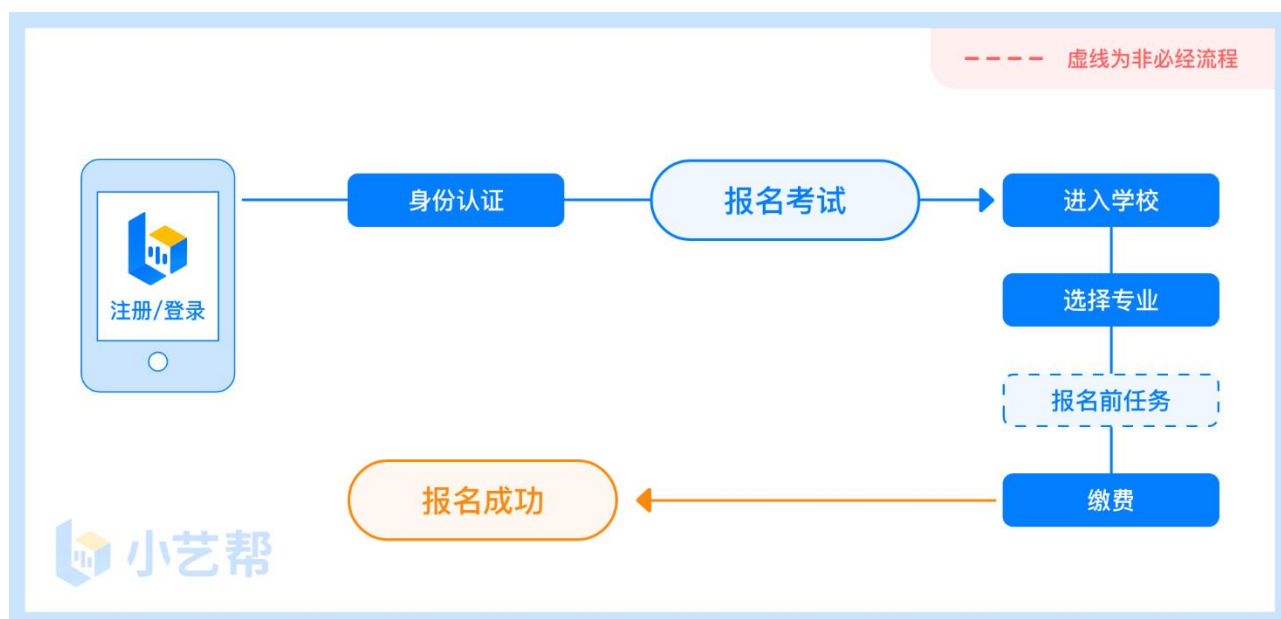 虚线为非必经流程
注册/登录
身份认证
报名考试
进入学校
选择专业
报名前任务
缴费
报名成功
小艺帮